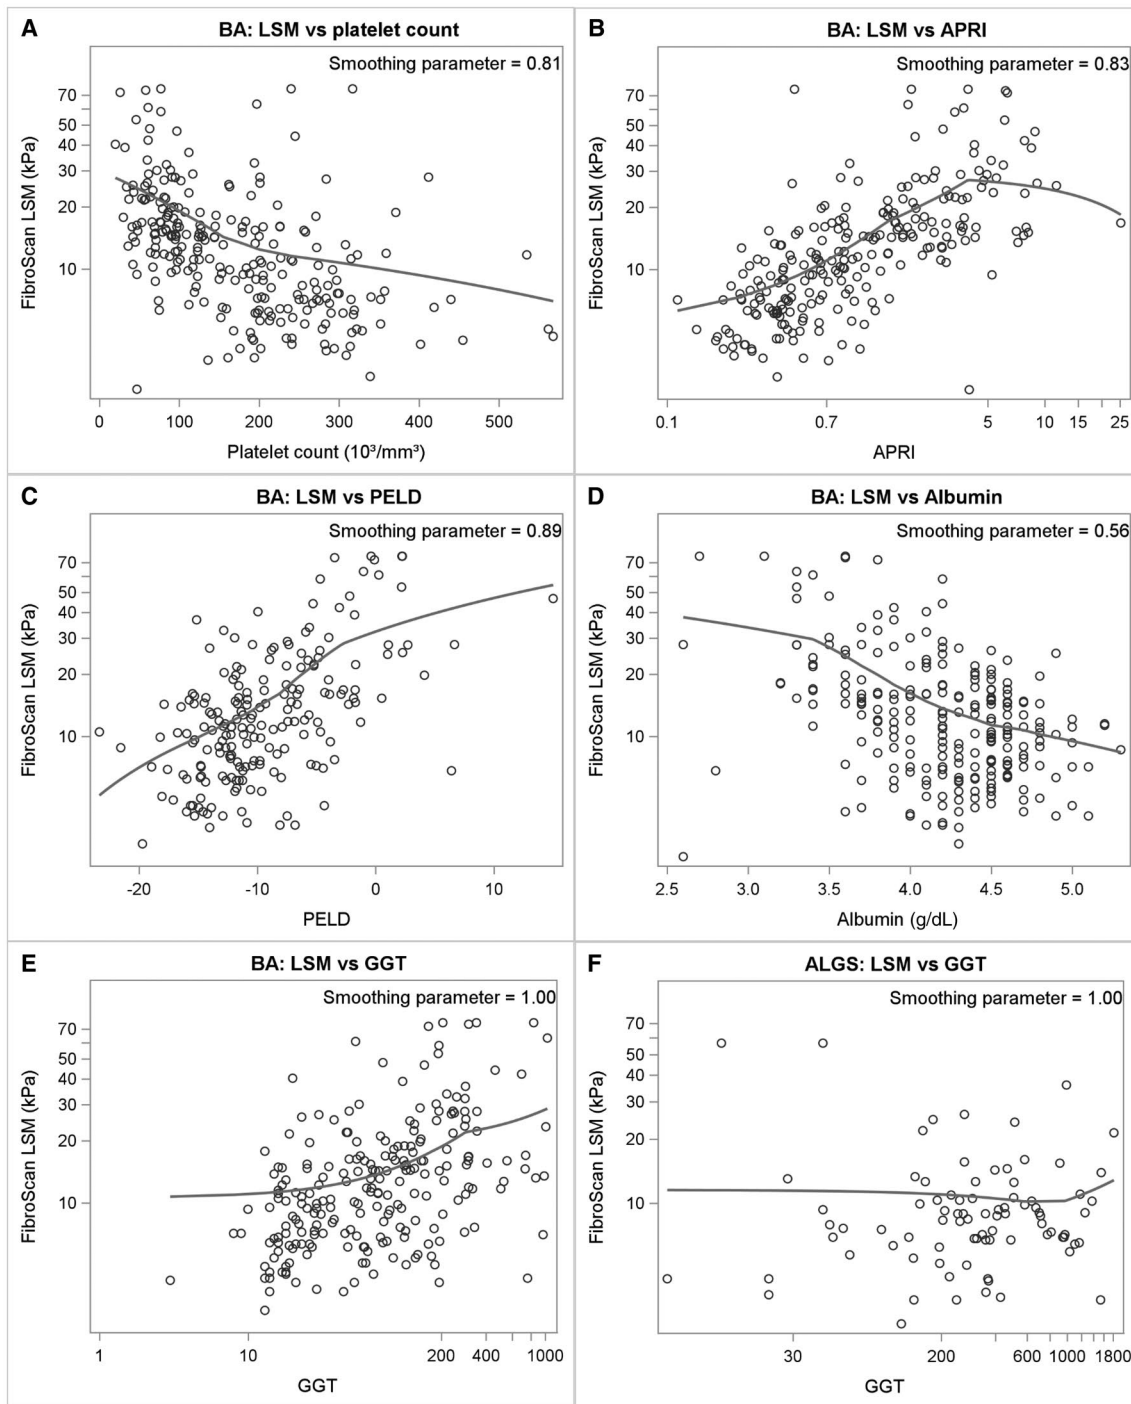 A
BA: LSM vs platelet count
Smoothing parameter = 0.81
FibroScan LSM (kPa)
70
50
40
30
20
10
0 100 200 300 400 500
Platelet count (10³/mm³)
B
BA: LSM vs APRI
Smoothing parameter = 0.83
FibroScan LSM (kPa)
70
50
40
30
20
10
0.1 0.7 5 10 15 25
APRI
C
BA: LSM vs PELD
Smoothing parameter = 0.89
FibroScan LSM (kPa)
70
50
40
30
20
10
-20 -10 0 10
PELD
D
BA: LSM vs Albumin
Smoothing parameter = 0.56
FibroScan LSM (kPa)
70
50
40
30
20
10
2.5 3.0 3.5 4.0 4.5 5.0
Albumin (g/dL)
E
BA: LSM vs GGT
Smoothing parameter = 1.00
FibroScan LSM (kPa)
70
50
40
30
20
10
1 10 200 400 1000
GGT
F
ALGS: LSM vs GGT
Smoothing parameter = 1.00
FibroScan LSM (kPa)
70
50
40
30
20
10
30 200 600 1000 1800
GGT